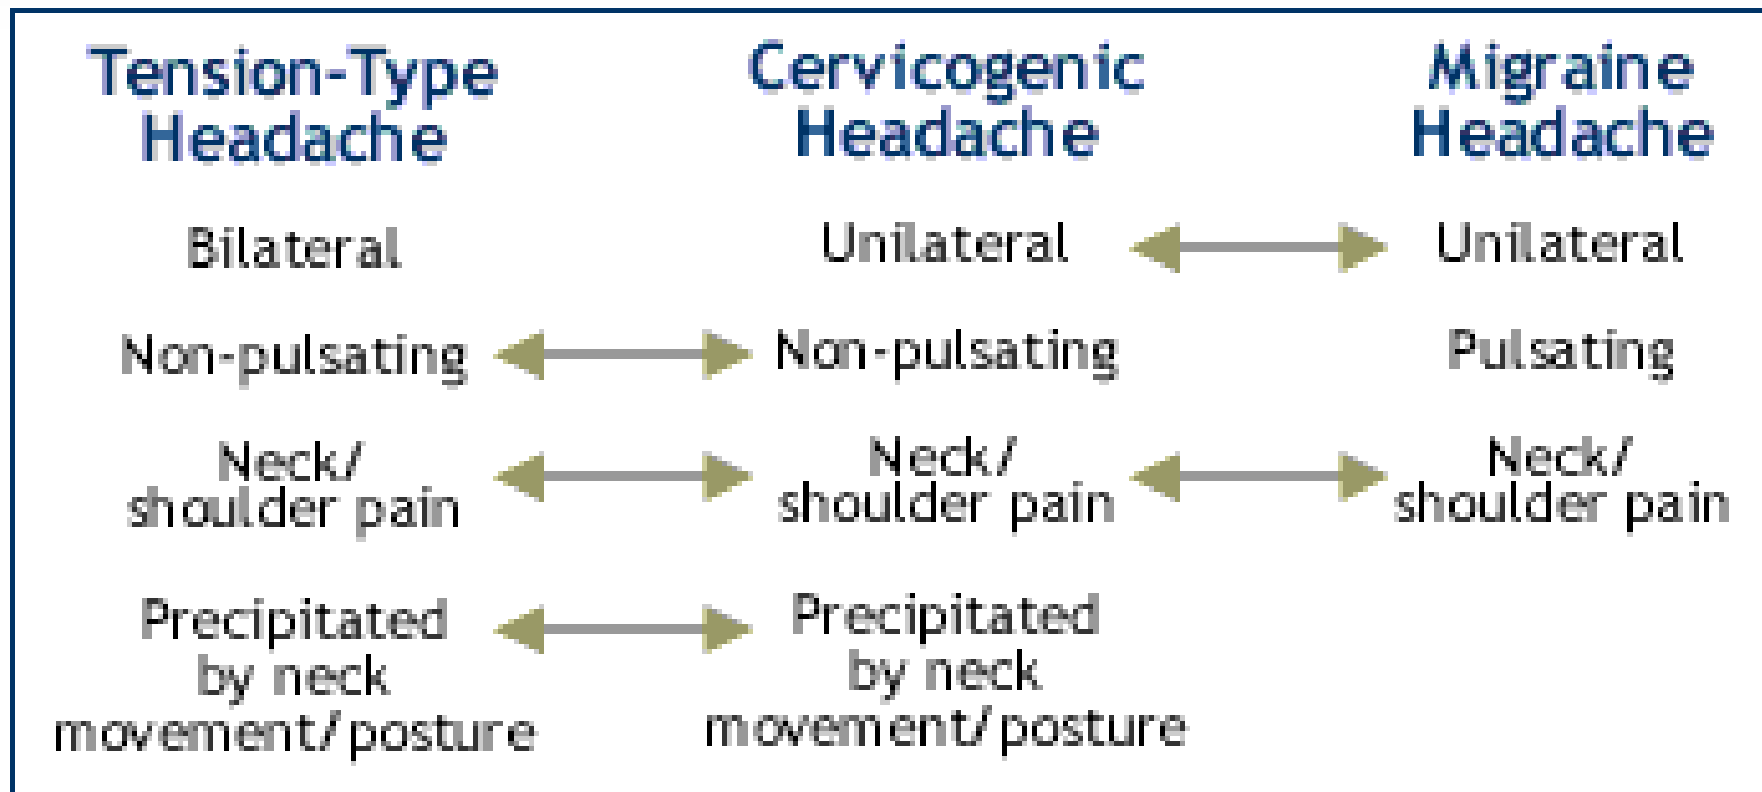 Tension-Type
Headache
Cervicogenic
Headache
Migraine
Headache
Bilateral
Unilateral
Unilateral
Non-pulsating
Non-pulsating
Pulsating
Neck/
shoulder pain
Neck/
shoulder pain
Neck/
shoulder pain
Precipitated
by neck
movement/posture
Precipitated
by neck
movement/posture